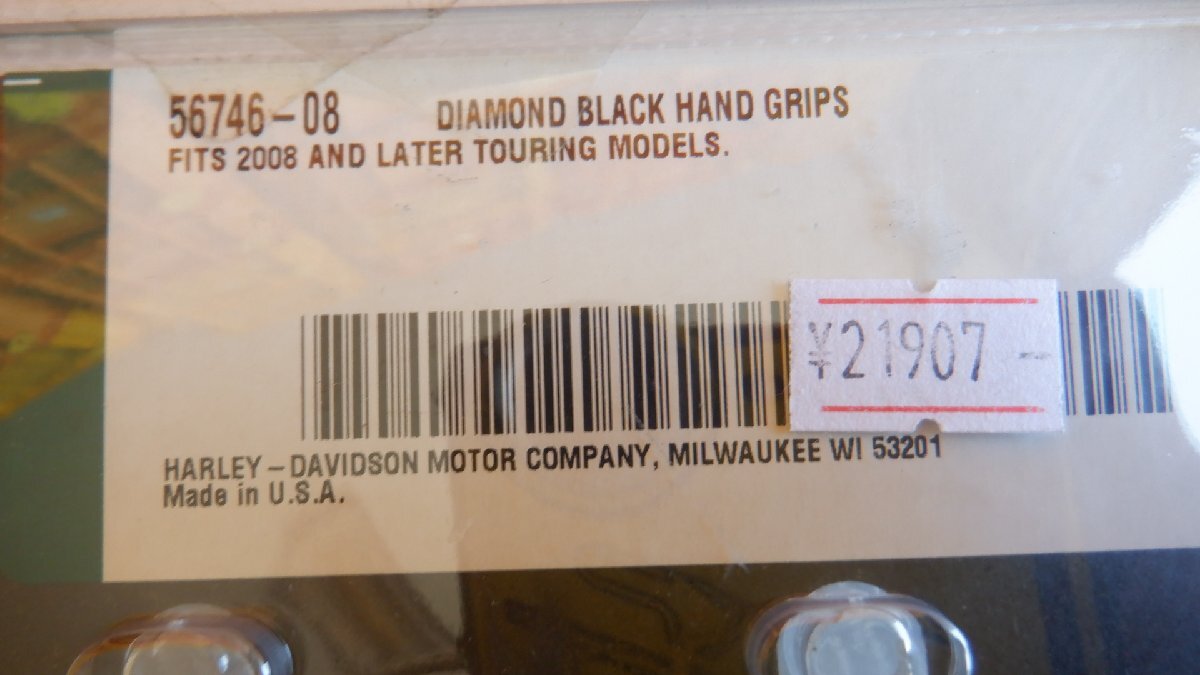 56746-08 DIAMOND BLACK HAND GRIPS
FITS 2008 AND LATER TOURING MODELS.
¥21907-
HARLEY-DAVIDSON MOTOR COMPANY, MILWAUKEE WI 53201
Made in U.S.A.